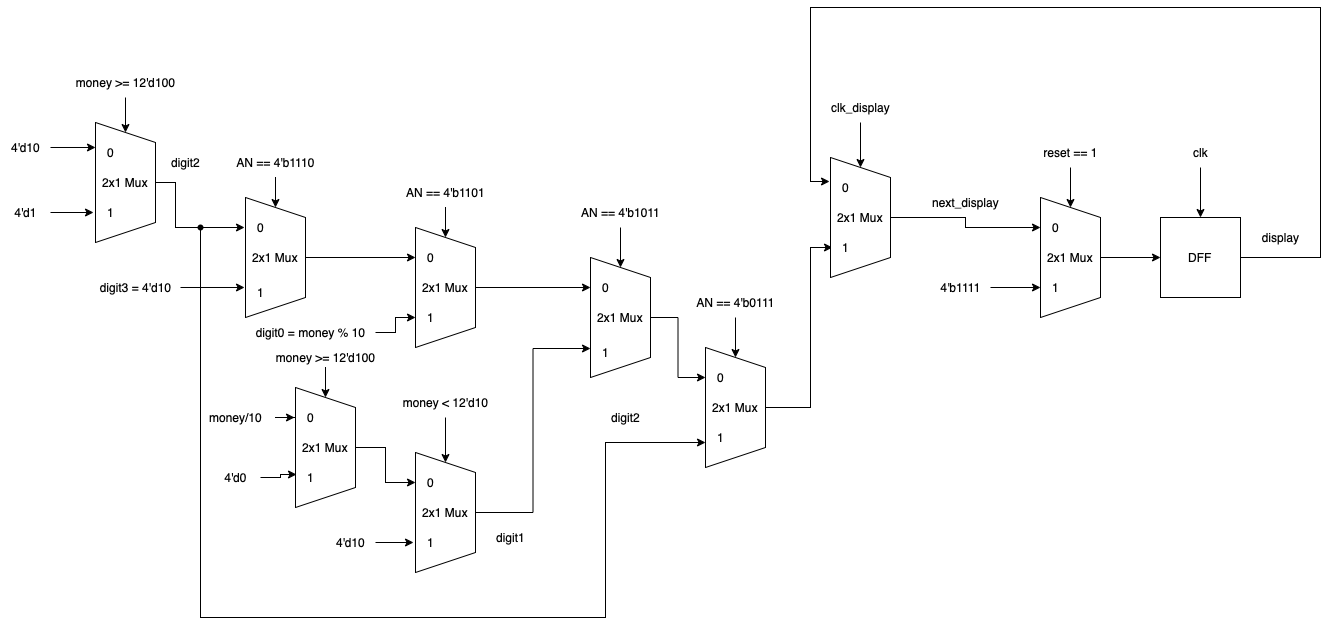 money >= 12'd100
4'd10
0
2x1 Mux
4'd1
1
digit2
AN == 4'b1110
0
2x1 Mux
digit3 = 4'd10
1
AN == 4'b1101
0
2x1 Mux
digit0 = money % 10
1
money >= 12'd100
money/10
0
2x1 Mux
4'd0
1
money < 12'd10
0
2x1 Mux
4'd10
1
digit1
AN == 4'b1011
0
2x1 Mux
1
digit2
AN == 4'b0111
0
2x1 Mux
1
clk_display
0
2x1 Mux
1
next_display
reset == 1
0
2x1 Mux
4'b1111
1
clk
DFF
display